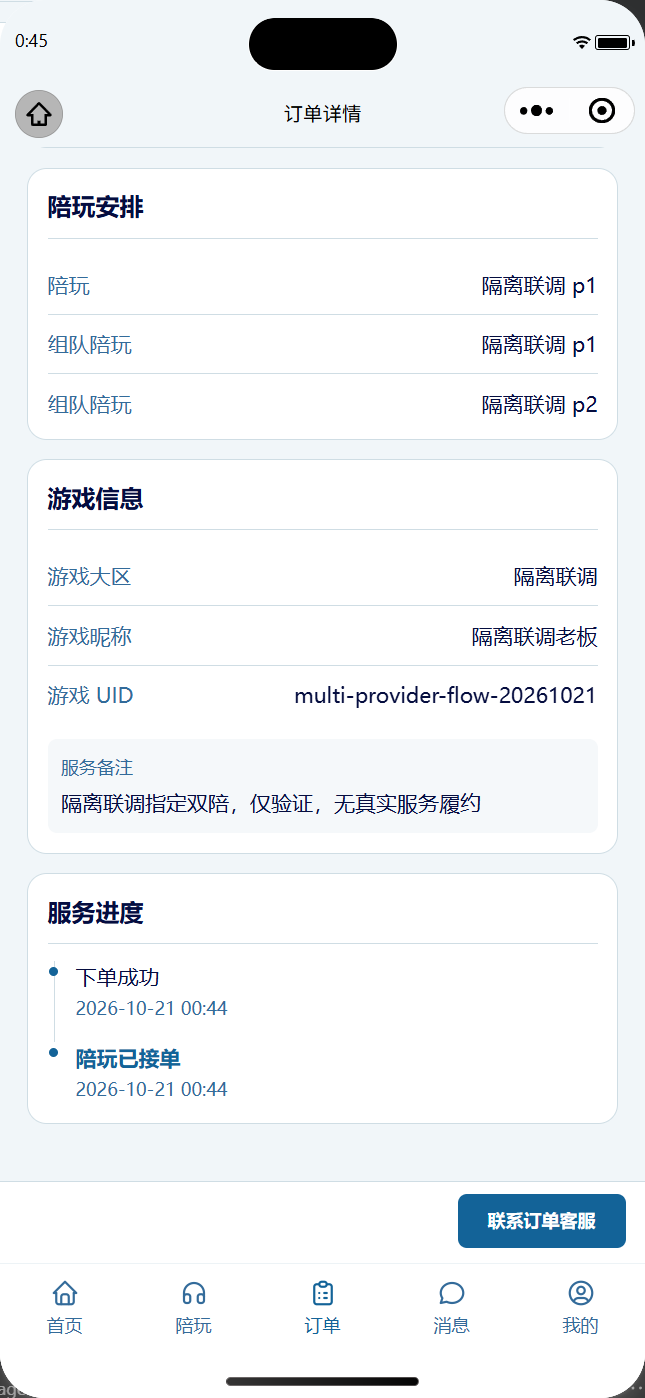 0:45
订单详情
陪玩安排
陪玩 隔离联调 p1
组队陪玩 隔离联调 p1
组队陪玩 隔离联调 p2
游戏信息
游戏大区 隔离联调
游戏昵称 隔离联调老板
游戏 UID multi-provider-flow-20261021
服务备注
隔离联调指定双陪，仅验证，无真实服务履约
服务进度
下单成功
2026-10-21 00:44
陪玩已接单
2026-10-21 00:44
联系订单客服
首页 陪玩 订单 消息 我的